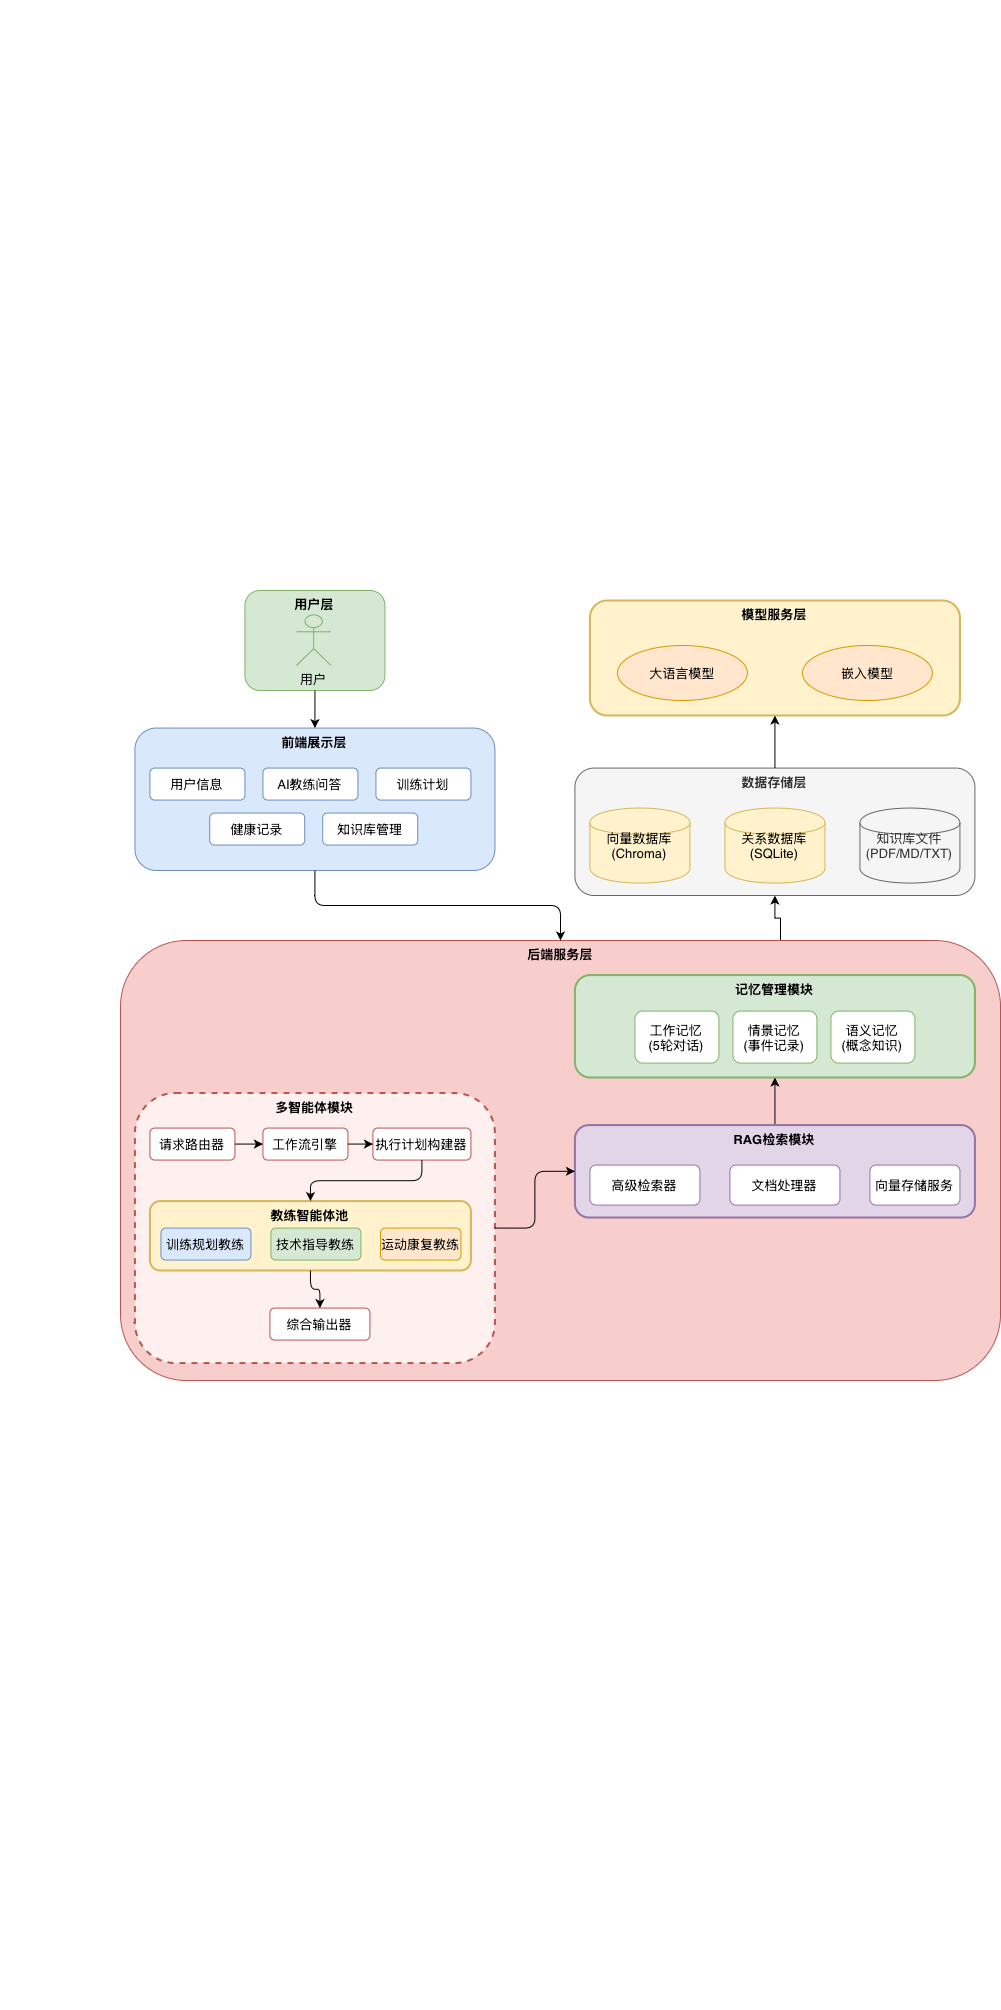 用户层
用户
前端展示层
用户信息
AI教练问答
训练计划
健康记录
知识库管理
模型服务层
大语言模型
嵌入模型
数据存储层
向量数据库
(Chroma)
关系数据库
(SQLite)
知识库文件
(PDF/MD/TXT)
后端服务层
记忆管理模块
工作记忆
(5轮对话)
情景记忆
(事件记录)
语义记忆
(概念知识)
多智能体模块
请求路由器
工作流引擎
执行计划构建器
教练智能体池
训练规划教练
技术指导教练
运动康复教练
综合输出器
RAG检索模块
高级检索器
文档处理器
向量存储服务